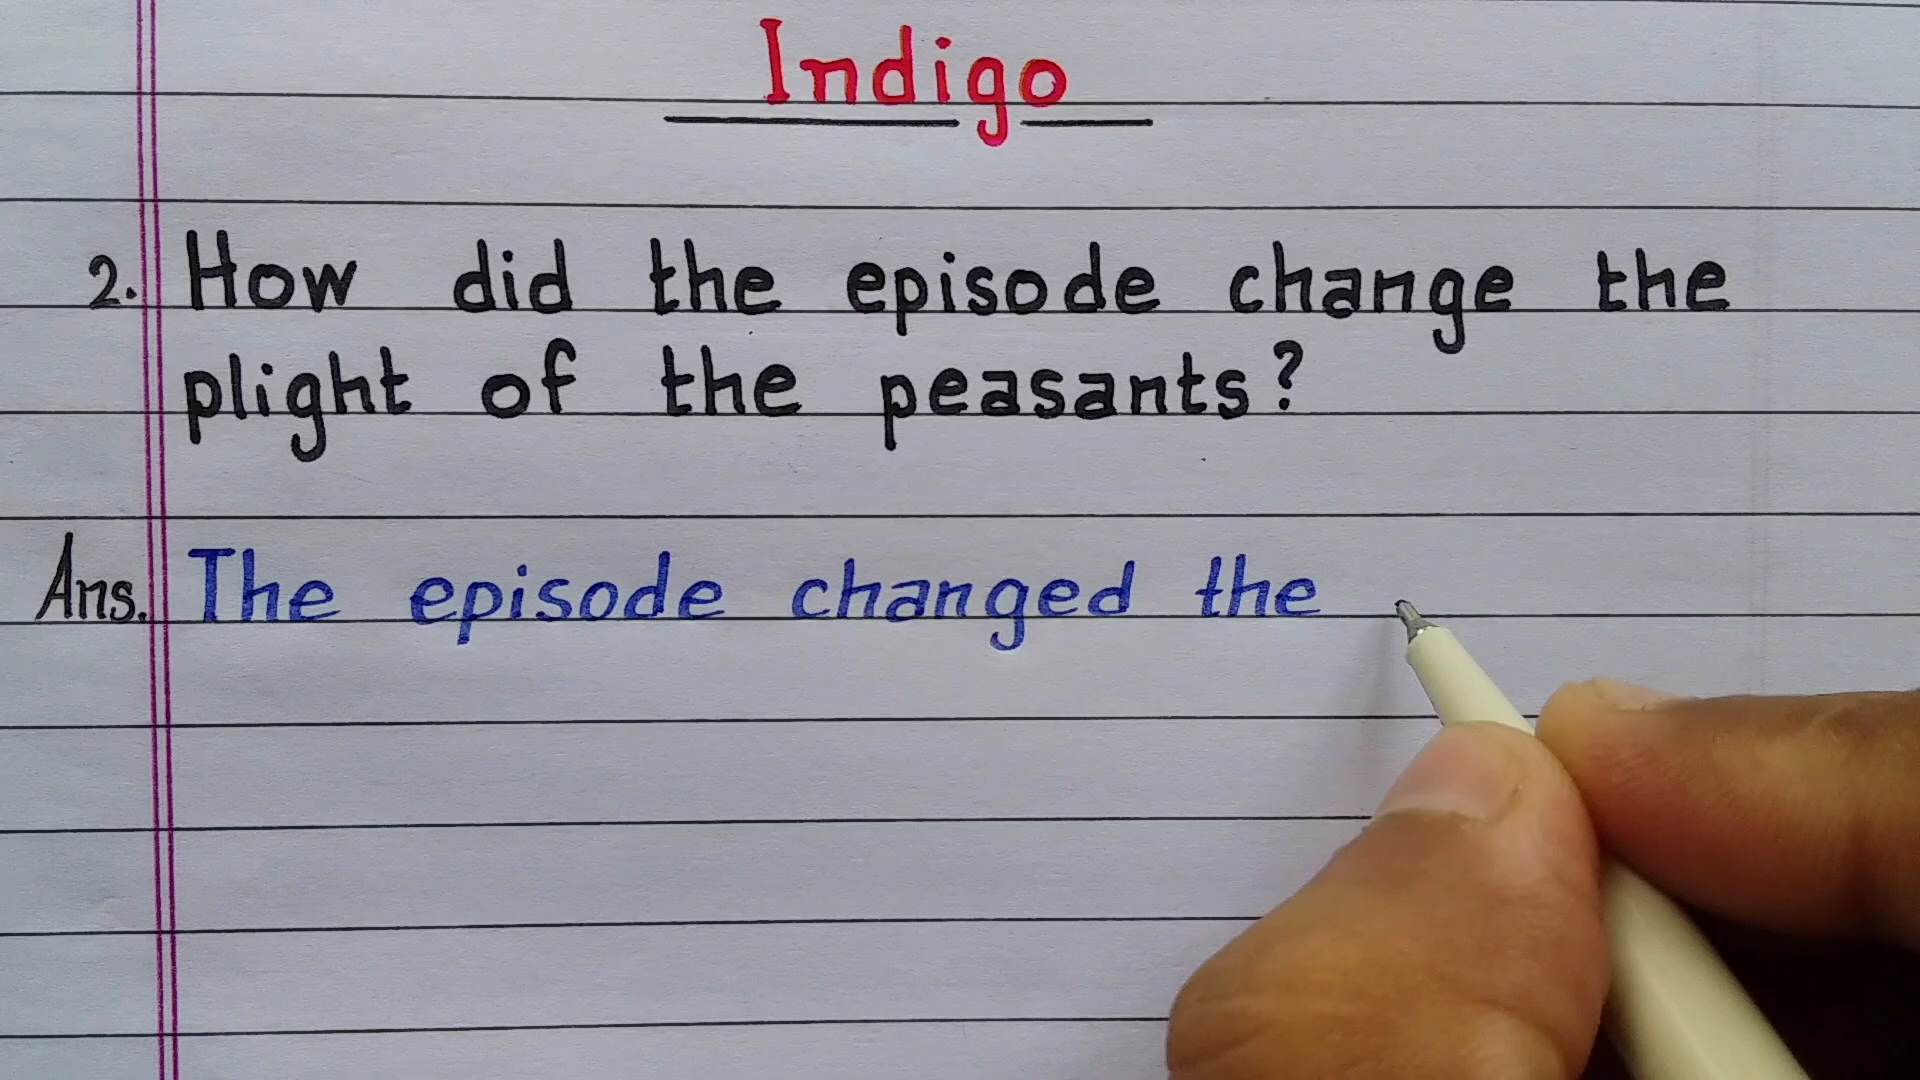 Indigo
2. How did the episode change the
plight of the peasants?
Ans. The episode changed the